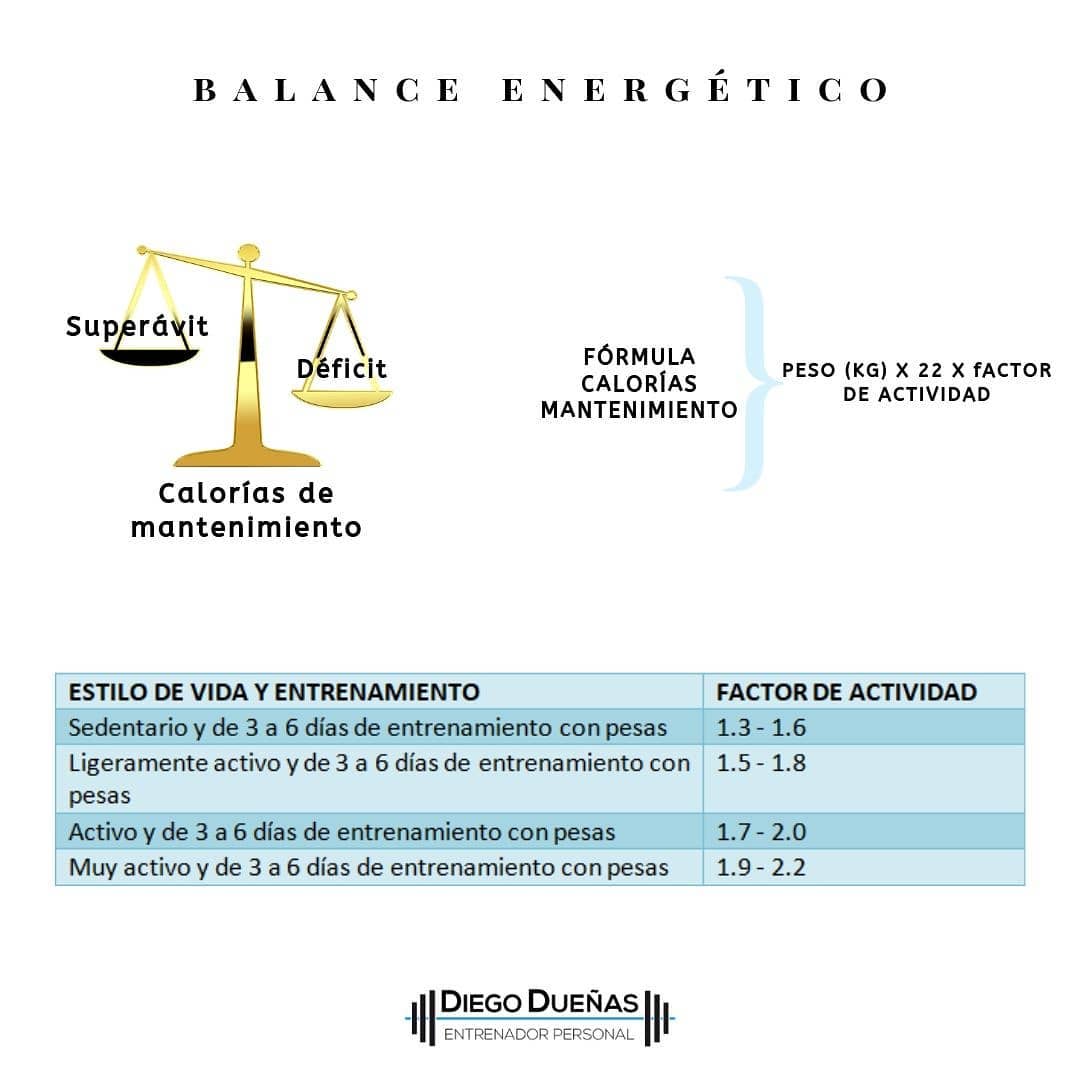 BALANCE ENERGÉTICO
Superávit
Déficit
Calorías de
mantenimiento
FÓRMULA
CALORÍAS
MANTENIMIENTO
PESO (KG) X 22 X fACTOR
DE ACTIVIDAD
ESTILO DE VIDA Y ENTRENAMIENTO FACTOR DE ACTIVIDAD
Sedentario y de 3 a 6 días de entrenamiento con pesas 1.3 - 1.6
Ligeramente activo y de 3 a 6 días de entrenamiento con 1.5 - 1.8
pesas
Activo y de 3 a 6 días de entrenamiento con pesas 1.7 - 2.0
Muy activo y de 3 a 6 días de entrenamiento con pesas 1.9 - 2.2
DIEGO DUEÑAS
ENTRENADOR PERSONAL